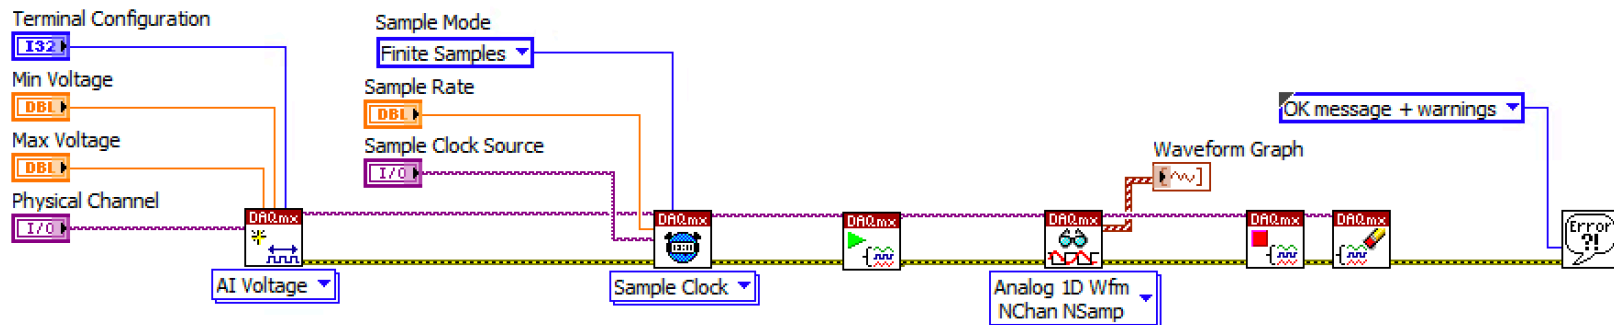 Terminal Configuration
I32
Min Voltage
DBL
Max Voltage
DBL
Physical Channel
I/O
DAQmx
AI Voltage
Sample Mode
Finite Samples
Sample Rate
DBL
Sample Clock Source
I/O
DAQmx
Sample Clock
DAQmx
DAQmx
Analog 1D Wfm
NChan NSamp
Waveform Graph
DAQmx
DAQmx
OK message + warnings
Error
?!